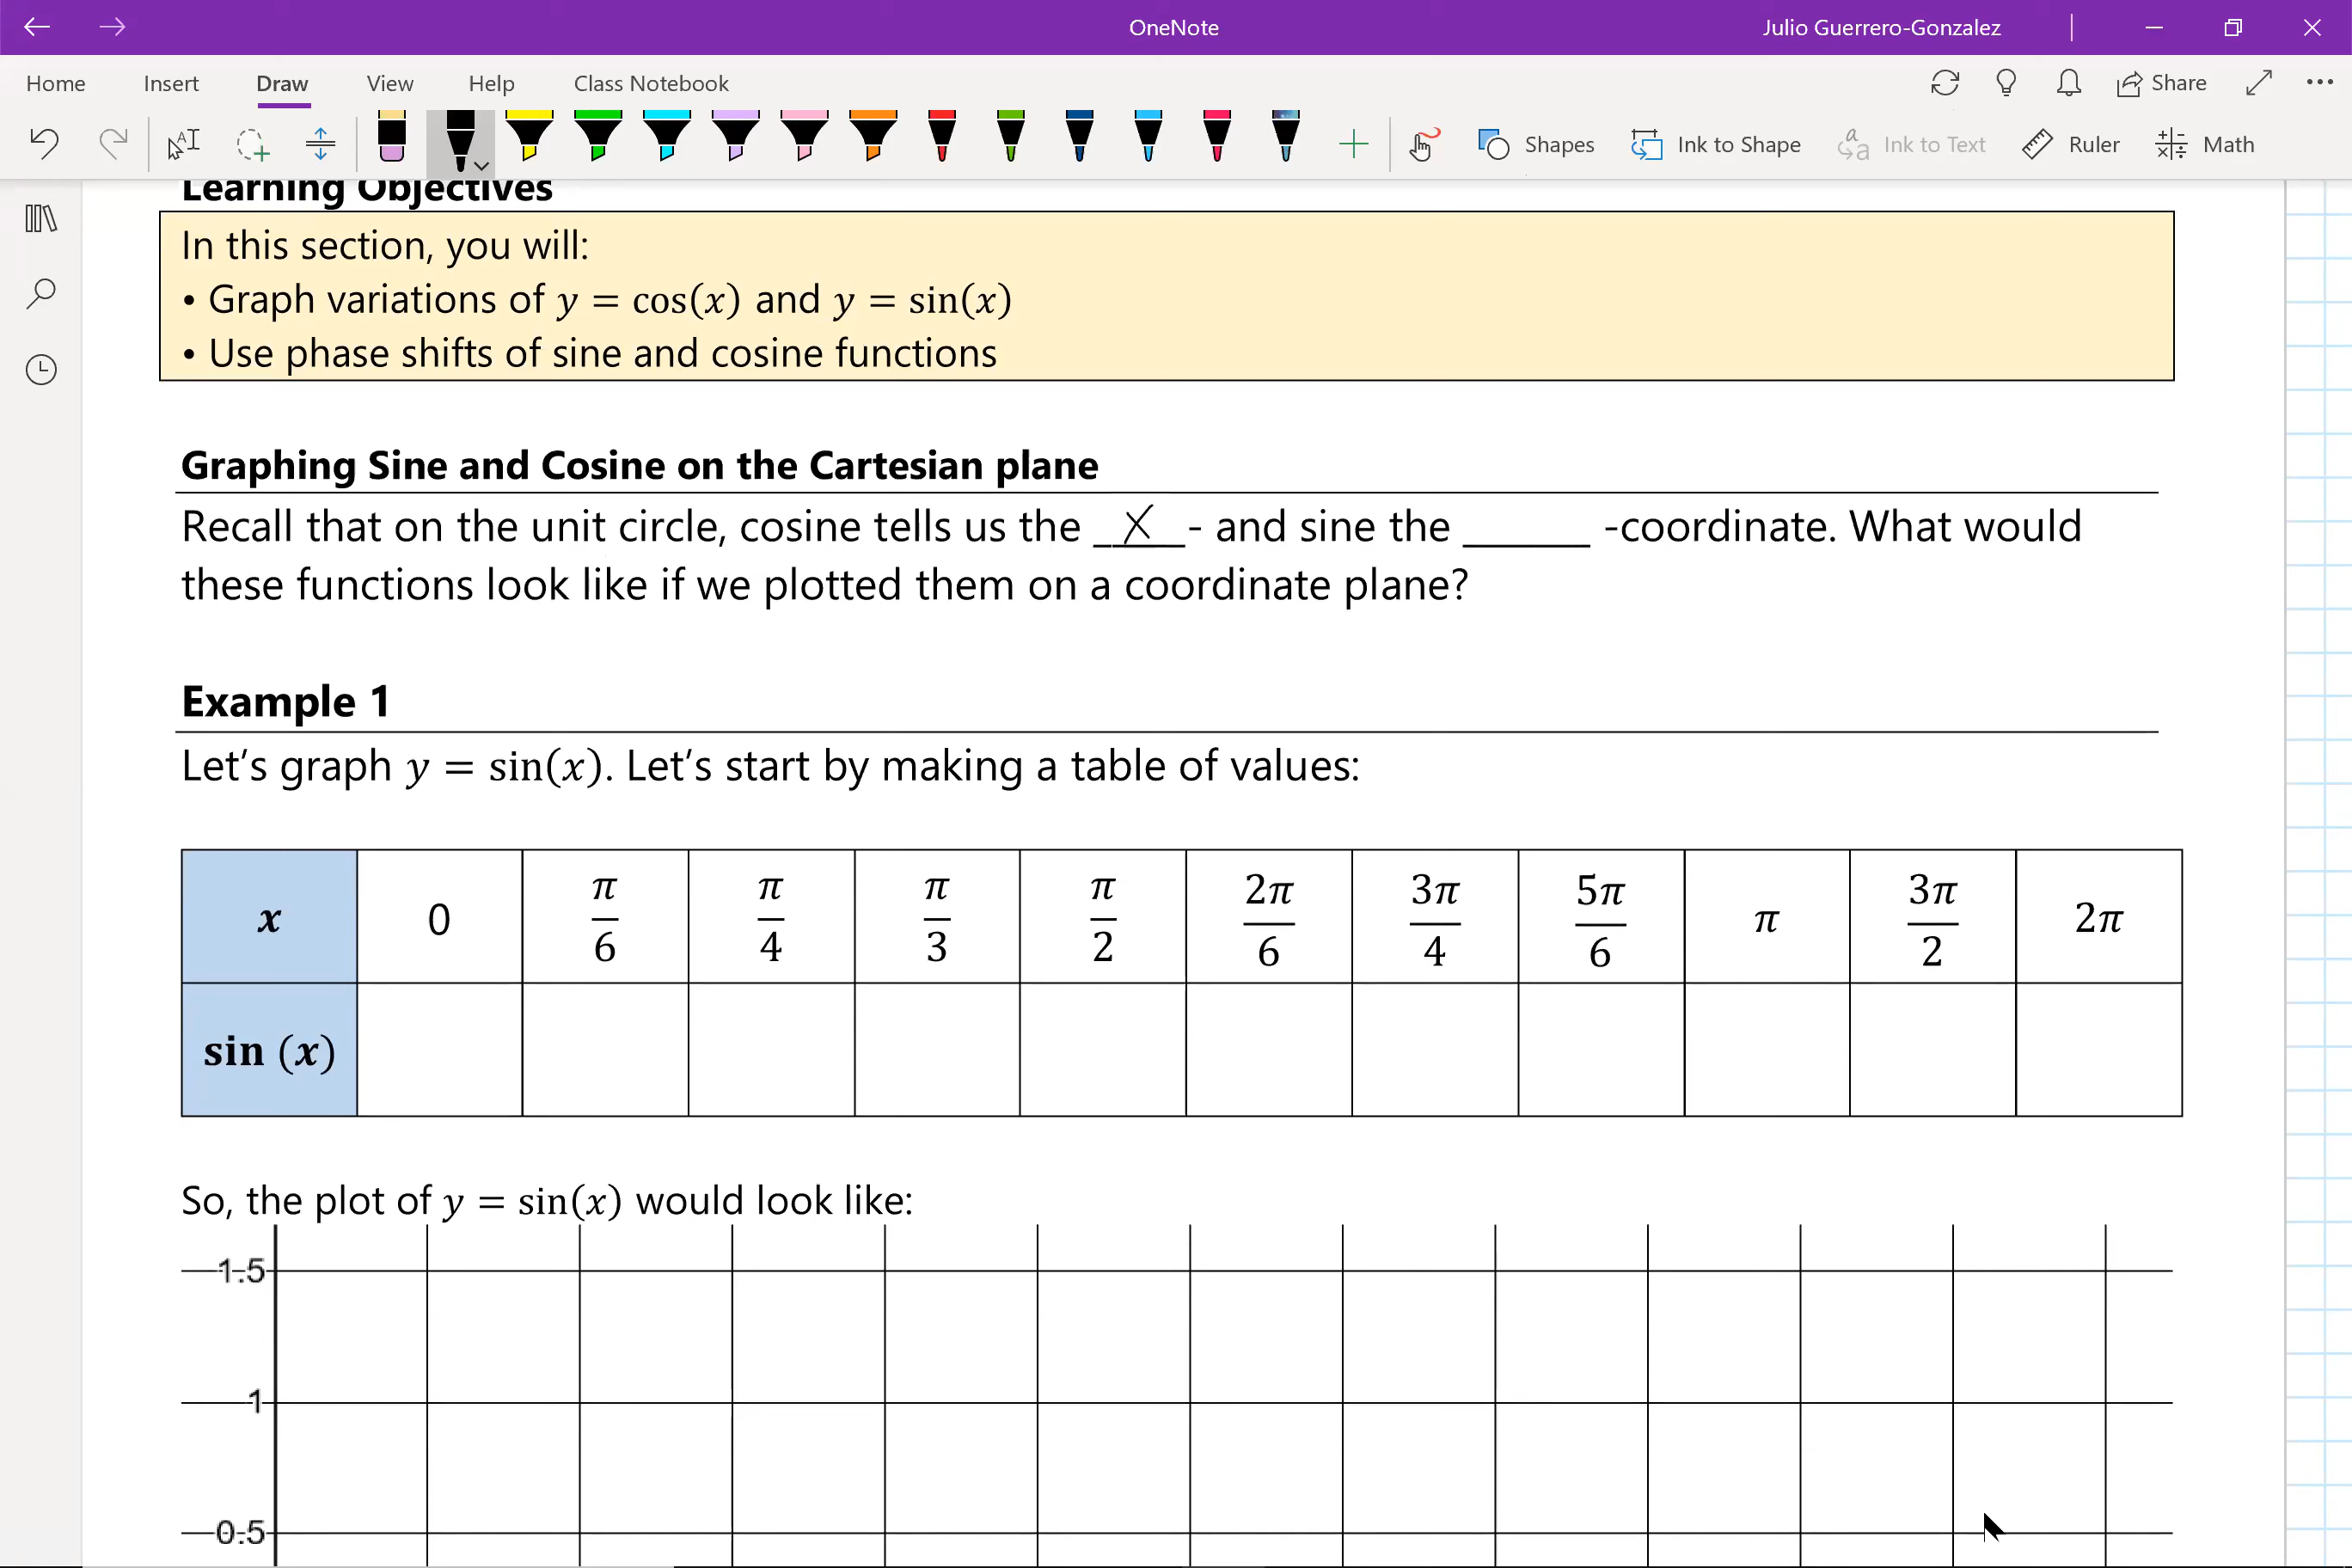 OneNote
Julio Guerrero-Gonzalez
Home Insert Draw View Help Class Notebook Share
Shapes Ink to Shape Ink to Text Ruler Math
Learning Objectives
In this section, you will:
• Graph variations of y = cos(x) and y = sin(x)
• Use phase shifts of sine and cosine functions
Graphing Sine and Cosine on the Cartesian plane
Recall that on the unit circle, cosine tells us the __X__- and sine the ______ -coordinate. What would
these functions look like if we plotted them on a coordinate plane?
Example 1
Let's graph y = sin(x). Let's start by making a table of values:
x 0 π/6 π/4 π/3 π/2 2π/6 3π/4 5π/6 π 3π/2 2π
sin (x)
So, the plot of y = sin(x) would look like:
1.5
1
0.5